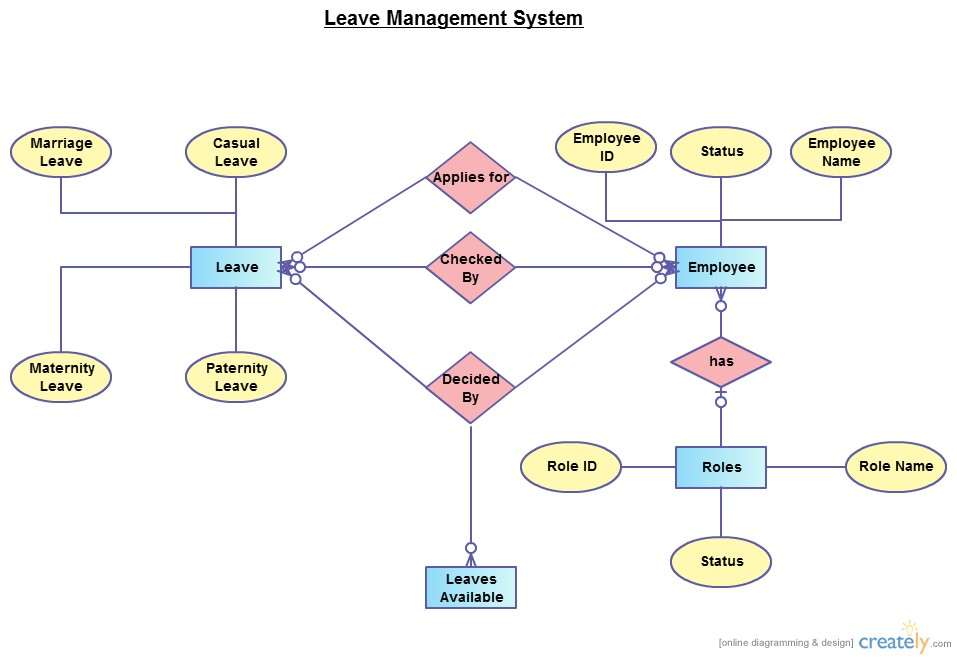 Leave Management System
Marriage
Leave
Casual
Leave
Applies for
Employee
ID
Status
Employee
Name
Leave
Checked
By
Employee
Maternity
Leave
Paternity
Leave
Decided
By
has
Role ID
Roles
Role Name
Status
Leaves
Available
[online diagramming & design] creately.com